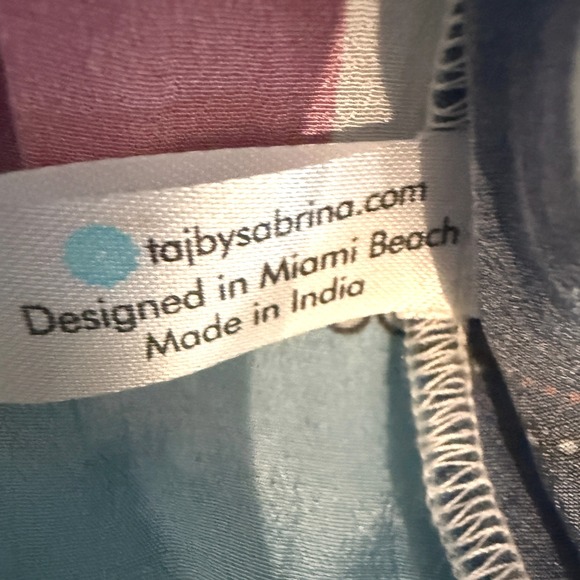 tajbysabrina.com
Designed in Miami Beach
Made in India